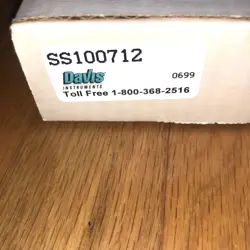 SS100712
Davis
INSTRUMENTS
0699
Toll Free 1-800-368-2516